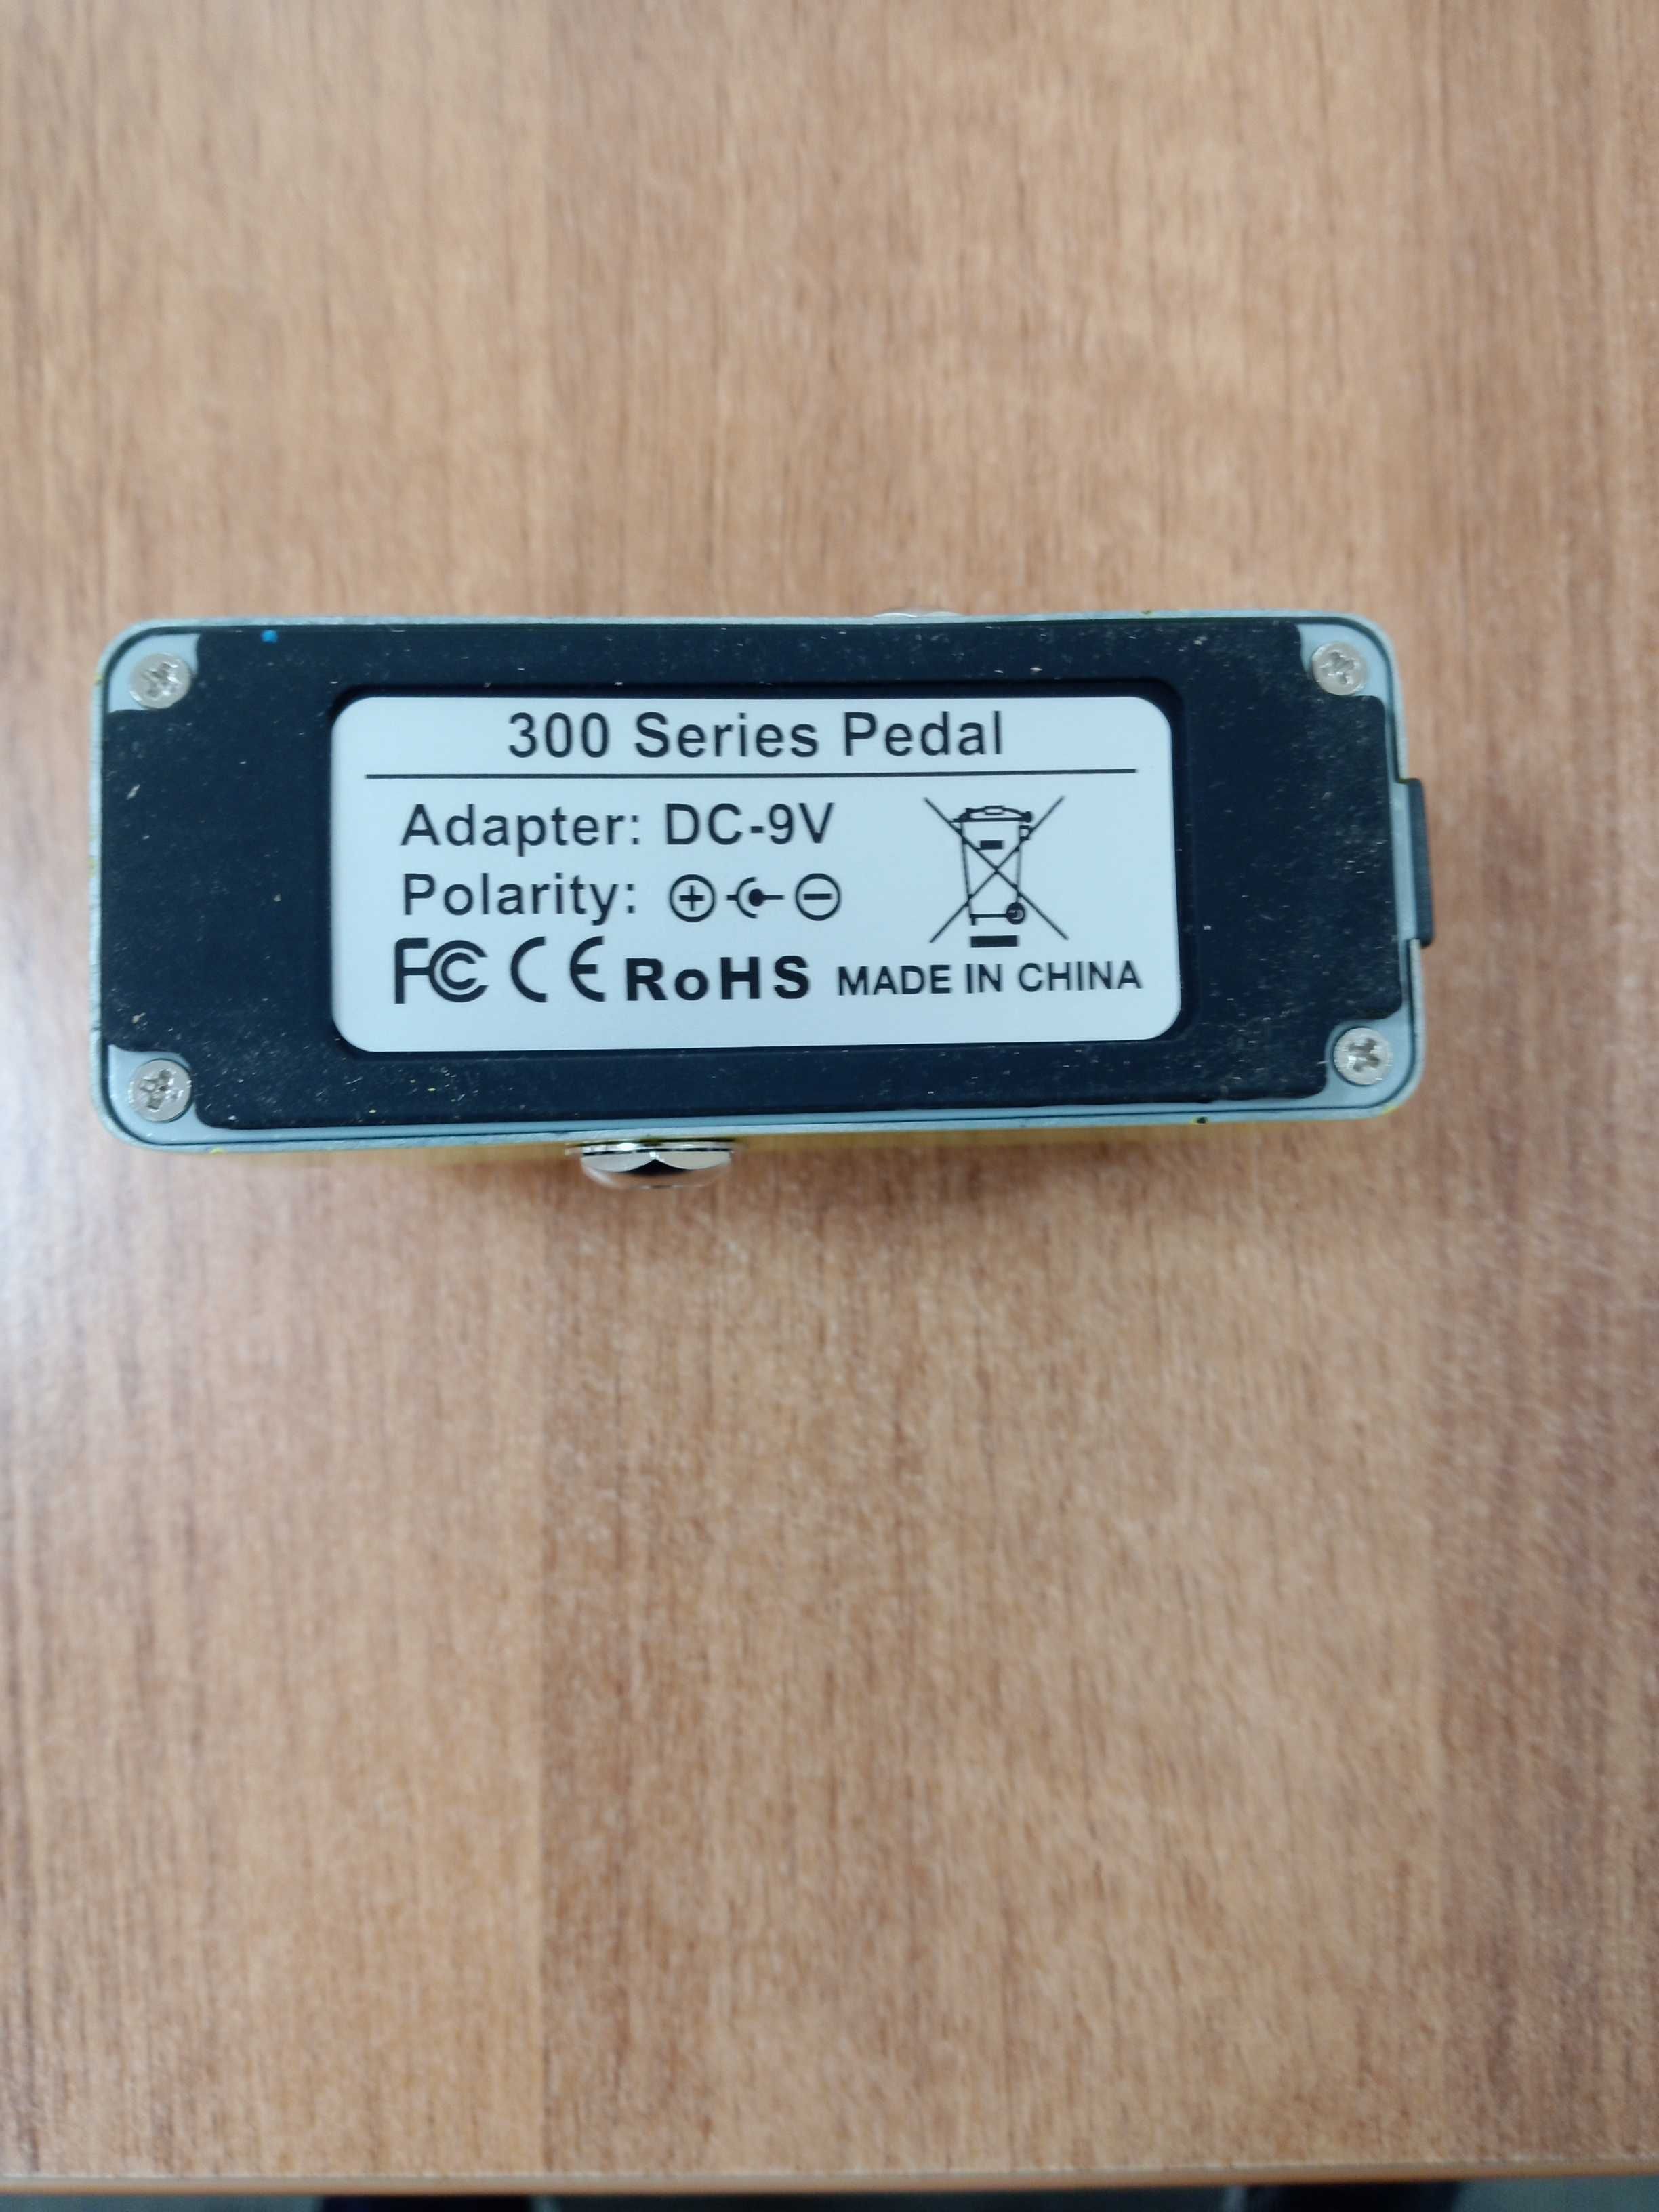 300 Series Pedal
Adapter: DC-9V
Polarity:
FC CE RoHS MADE IN CHINA